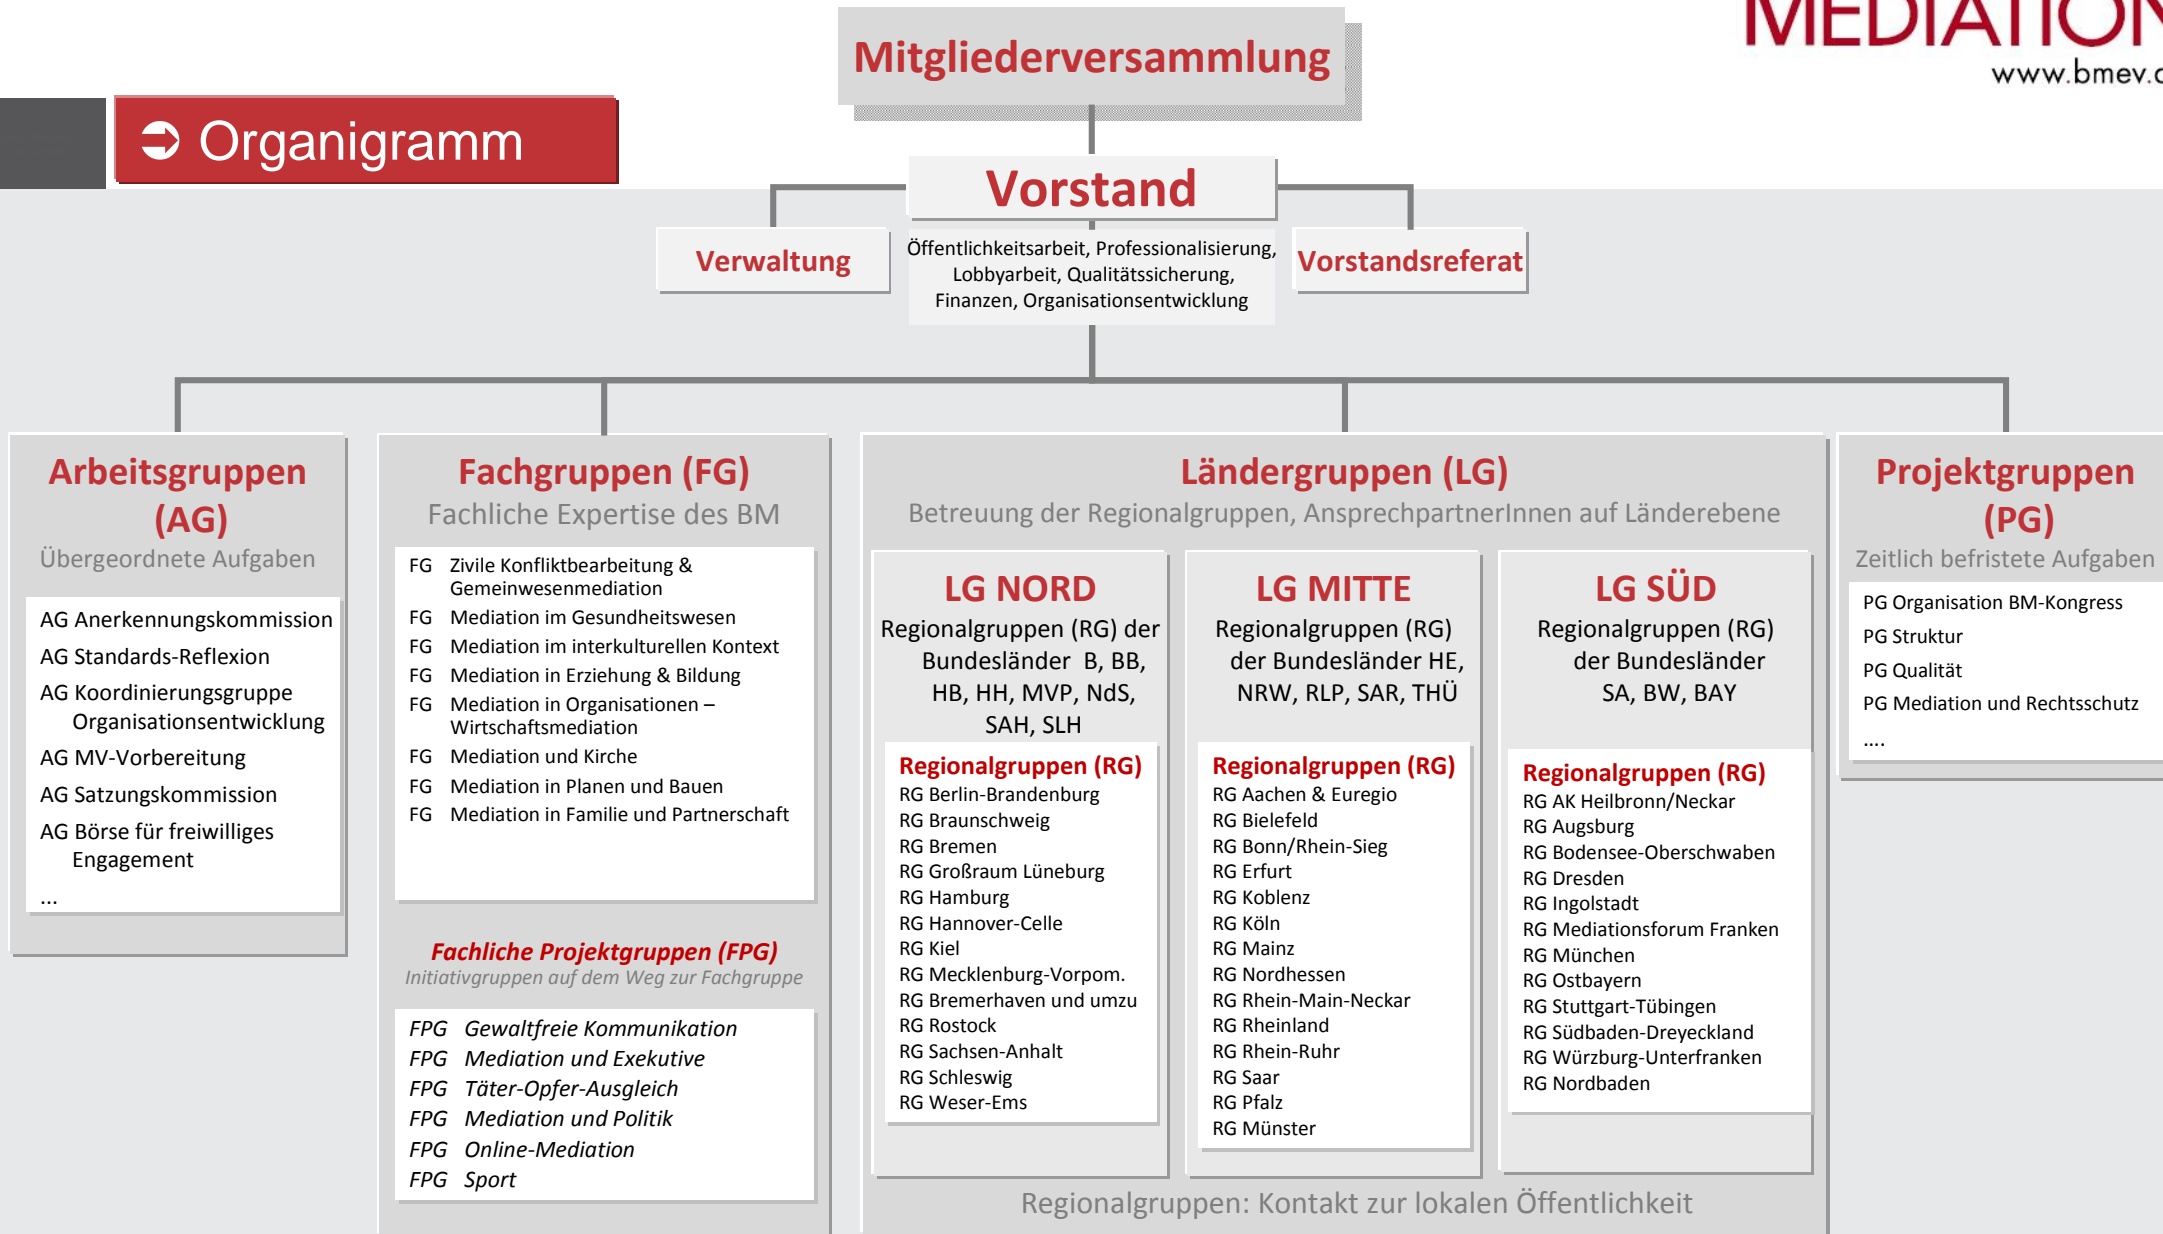 MEDIATION
www.bmev.d
Mitgliederversammlung
Organigramm
Vorstand
Verwaltung
Öffentlichkeitsarbeit, Professionalisierung,
Lobbyarbeit, Qualitätssicherung,
Finanzen, Organisationsentwicklung
Vorstandsreferat
Arbeitsgruppen
(AG)
Übergeordnete Aufgaben
AG Anerkennungskommission
AG Standards-Reflexion
AG Koordinierungsgruppe
Organisationsentwicklung
AG MV-Vorbereitung
AG Satzungskommission
AG Börse für freiwilliges
Engagement
...
Fachgruppen (FG)
Fachliche Expertise des BM
FG Zivile Konfliktbearbeitung &
Gemeinwesenmediation
FG Mediation im Gesundheitswesen
FG Mediation im interkulturellen Kontext
FG Mediation in Erziehung & Bildung
FG Mediation in Organisationen –
Wirtschaftsmediation
FG Mediation und Kirche
FG Mediation in Planen und Bauen
FG Mediation in Familie und Partnerschaft
Fachliche Projektgruppen (FPG)
Initiativgruppen auf dem Weg zur Fachgruppe
FPG Gewaltfreie Kommunikation
FPG Mediation und Exekutive
FPG Täter-Opfer-Ausgleich
FPG Mediation und Politik
FPG Online-Mediation
FPG Sport
Ländergruppen (LG)
Betreuung der Regionalgruppen, AnsprechpartnerInnen auf Länderebene
LG NORD
Regionalgruppen (RG) der
Bundesländer B, BB,
HB, HH, MVP, NdS,
SAH, SLH
Regionalgruppen (RG)
RG Berlin-Brandenburg
RG Braunschweig
RG Bremen
RG Großraum Lüneburg
RG Hamburg
RG Hannover-Celle
RG Kiel
RG Mecklenburg-Vorpom.
RG Bremerhaven und umzu
RG Rostock
RG Sachsen-Anhalt
RG Schleswig
RG Weser-Ems
LG MITTE
Regionalgruppen (RG)
der Bundesländer HE,
NRW, RLP, SAR, THÜ
Regionalgruppen (RG)
RG Aachen & Euregio
RG Bielefeld
RG Bonn/Rhein-Sieg
RG Erfurt
RG Koblenz
RG Köln
RG Mainz
RG Nordhessen
RG Rhein-Main-Neckar
RG Rheinland
RG Rhein-Ruhr
RG Saar
RG Pfalz
RG Münster
LG SÜD
Regionalgruppen (RG)
der Bundesländer
SA, BW, BAY
Regionalgruppen (RG)
RG AK Heilbronn/Neckar
RG Augsburg
RG Bodensee-Oberschwaben
RG Dresden
RG Ingolstadt
RG Mediationsforum Franken
RG München
RG Ostbayern
RG Stuttgart-Tübingen
RG Südbaden-Dreyeckland
RG Würzburg-Unterfranken
RG Nordbaden
Regionalgruppen: Kontakt zur lokalen Öffentlichkeit
Projektgruppen
(PG)
Zeitlich befristete Aufgaben
PG Organisation BM-Kongress
PG Struktur
PG Qualität
PG Mediation und Rechtsschutz
....